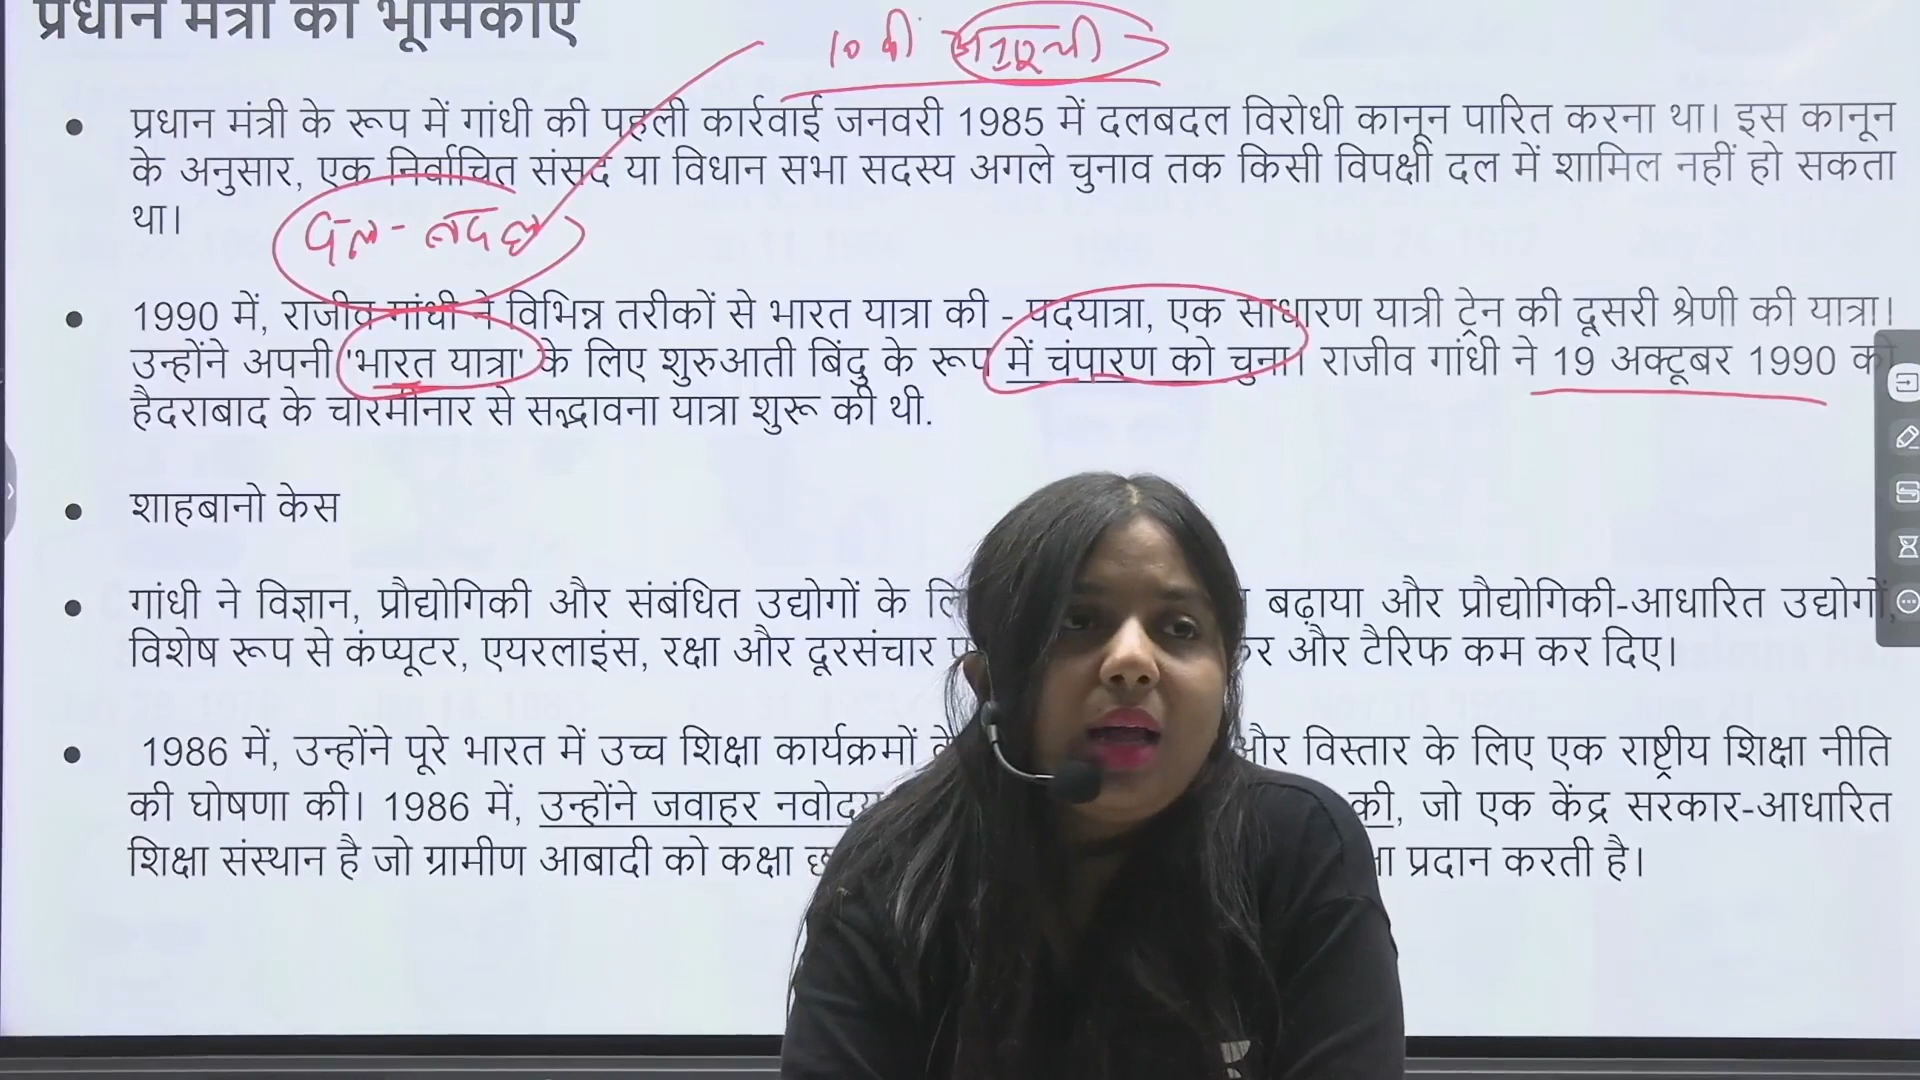 प्रधान मंत्री की भूमिकाएं
10 वी अनुसूची
प्रधान मंत्री के रूप में गांधी की पहली कार्रवाई जनवरी 1985 में दलबदल विरोधी कानून पारित करना था। इस कानून
के अनुसार, एक निर्वाचित संसद या विधान सभा सदस्य अगले चुनाव तक किसी विपक्षी दल में शामिल नहीं हो सकता
था।
दल-बदल
1990 में, राजीव गांधी ने विभिन्न तरीकों से भारत यात्रा की - पदयात्रा, एक साधारण यात्री ट्रेन की दूसरी श्रेणी की यात्रा।
उन्होंने अपनी 'भारत यात्रा' के लिए शुरुआती बिंदु के रूप में चंपारण को चुना। राजीव गांधी ने 19 अक्टूबर 1990 को
हैदराबाद के चारमीनार से सद्भावना यात्रा शुरू की थी.
शाहबानो केस
गांधी ने विज्ञान, प्रौद्योगिकी और संबंधित उद्योगों के बढ़ाया और प्रौद्योगिकी-आधारित उद्योगों,
विशेष रूप से कंप्यूटर, एयरलाइंस, रक्षा और दूरसंचार और टैरिफ कम कर दिए।
1986 में, उन्होंने पूरे भारत में उच्च शिक्षा कार्यक्रमों और विस्तार के लिए एक राष्ट्रीय शिक्षा नीति
की घोषणा की। 1986 में, उन्होंने जवाहर की, जो एक केंद्र सरकार-आधारित
शिक्षा संस्थान है जो ग्रामीण आबादी को कक्षा प्रदान करती है।